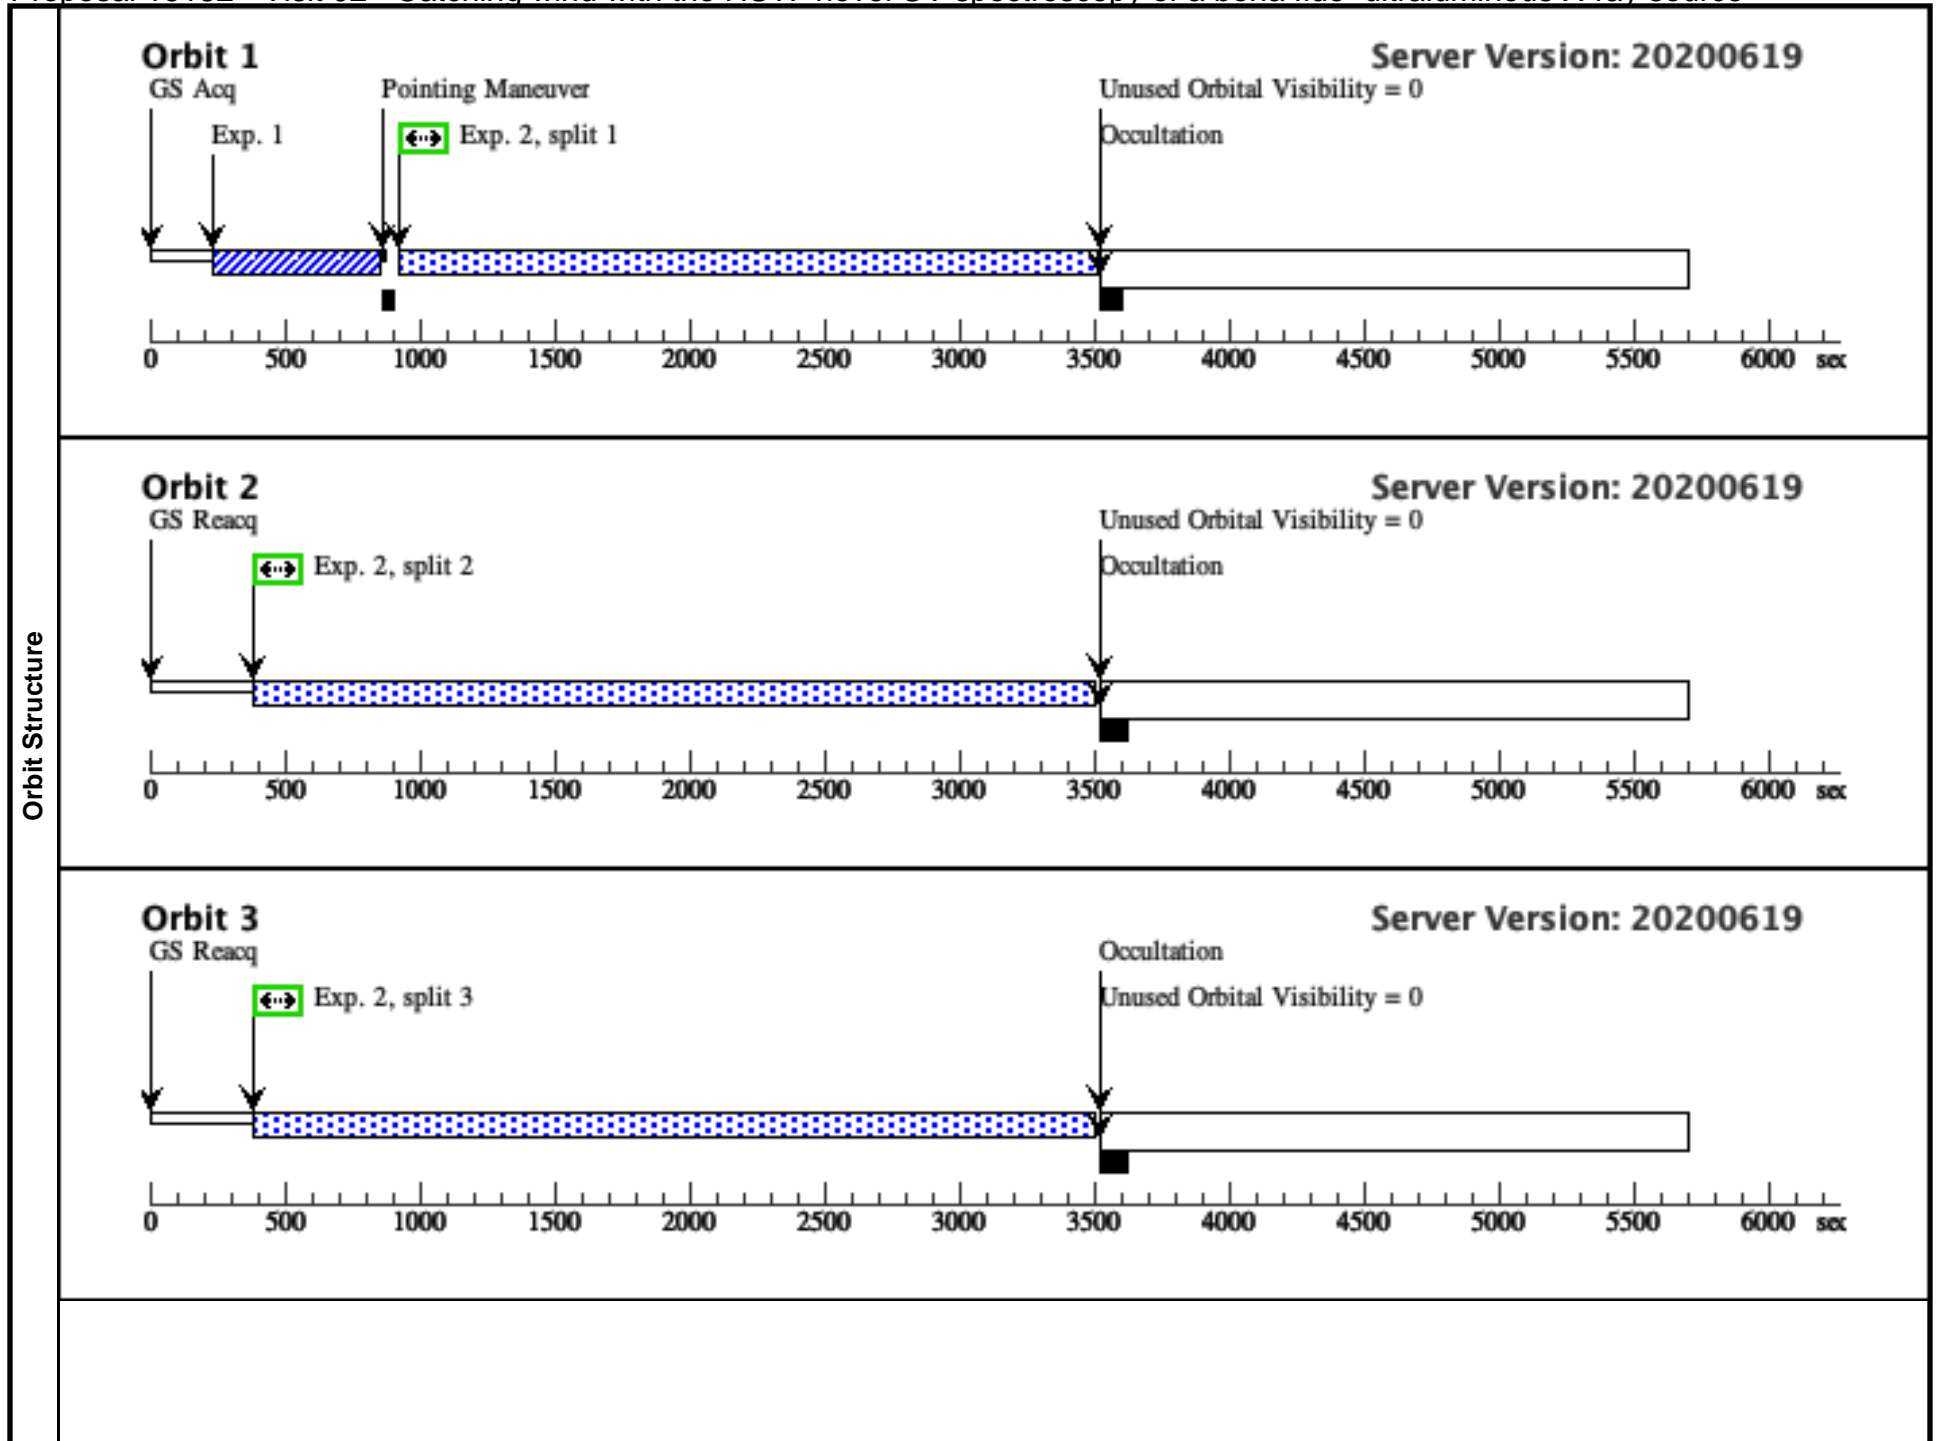 Orbit 1
Server Version: 20200619
GS Acq
Pointing Maneuver
Unused Orbital Visibility = 0
Exp. 1
Exp. 2, split 1
Occultation
0 500 1000 1500 2000 2500 3000 3500 4000 4500 5000 5500 6000 sec
Orbit 2
Server Version: 20200619
GS Reacq
Unused Orbital Visibility = 0
Exp. 2, split 2
Occultation
Orbit Structure
0 500 1000 1500 2000 2500 3000 3500 4000 4500 5000 5500 6000 sec
Orbit 3
Server Version: 20200619
GS Reacq
Occultation
Exp. 2, split 3
Unused Orbital Visibility = 0
0 500 1000 1500 2000 2500 3000 3500 4000 4500 5000 5500 6000 sec